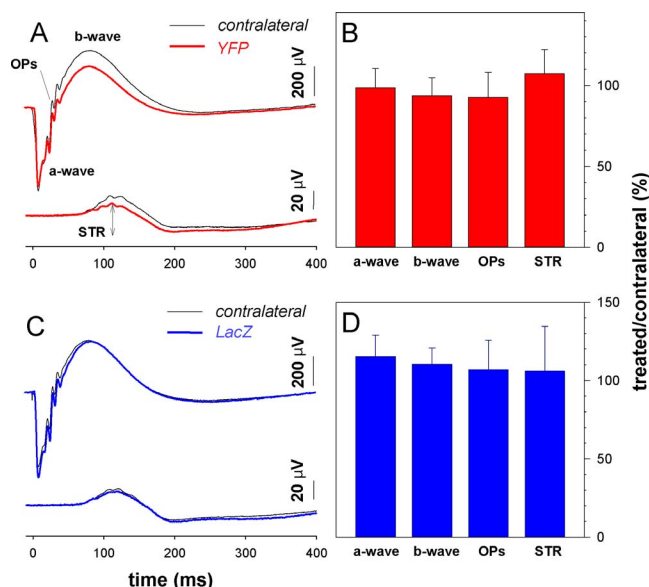 A
contralateral
YFP
b-wave
OPs
a-wave
200 µV
20 µV
STR
0 100 200 300 400
B
100
50
0
a-wave b-wave OPs STR
treated/contralateral (%)
C
contralateral
LacZ
200 µV
20 µV
0 100 200 300 400
time (ms)
D
150
100
50
0
a-wave b-wave OPs STR